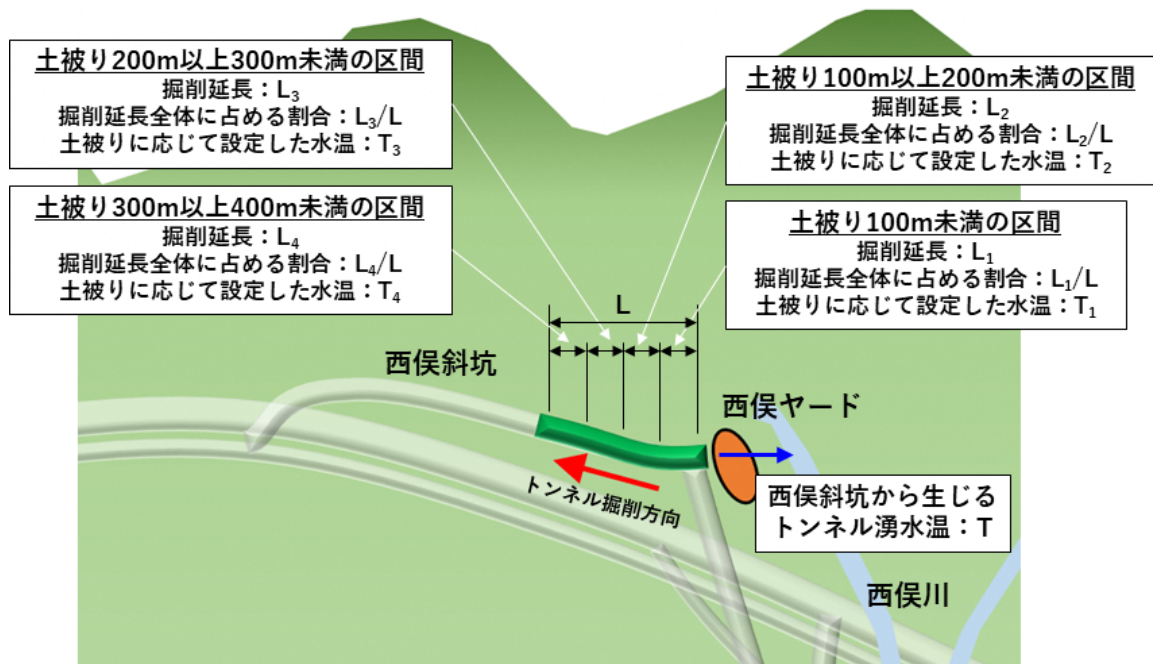 土被り200m以上300m未満の区間
掘削延長：L₃
掘削延長全体に占める割合：L₃/L
土被りに応じて設定した水温：T₃
土被り100m以上200m未満の区間
掘削延長：L₂
掘削延長全体に占める割合：L₂/L
土被りに応じて設定した水温：T₂
土被り300m以上400m未満の区間
掘削延長：L₄
掘削延長全体に占める割合：L₄/L
土被りに応じて設定した水温：T₄
土被り100m未満の区間
掘削延長：L₁
掘削延長全体に占める割合：L₁/L
土被りに応じて設定した水温：T₁
L
西俣斜坑
西俣ヤード
トンネル掘削方向
西俣斜坑から生じる
トンネル湧水温：T
西俣川